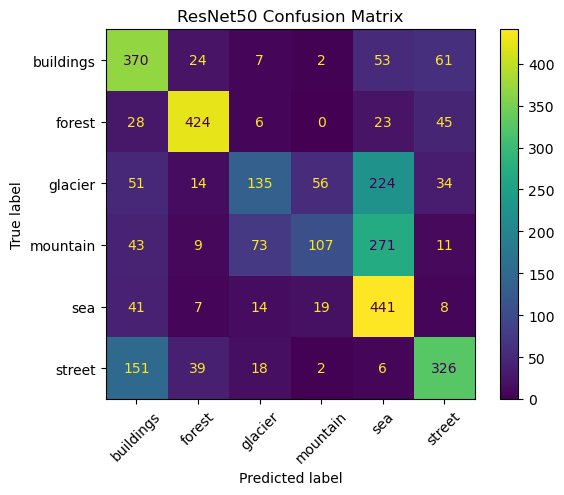 ResNet50 Confusion Matrix
True label
buildings 370 24 7 2 53 61
forest 28 424 6 0 23 45
glacier 51 14 135 56 224 34
mountain 43 9 73 107 271 11
sea 41 7 14 19 441 8
street 151 39 18 2 6 326
buildings forest glacier mountain sea street
Predicted label
400
350
300
250
200
150
100
50
0